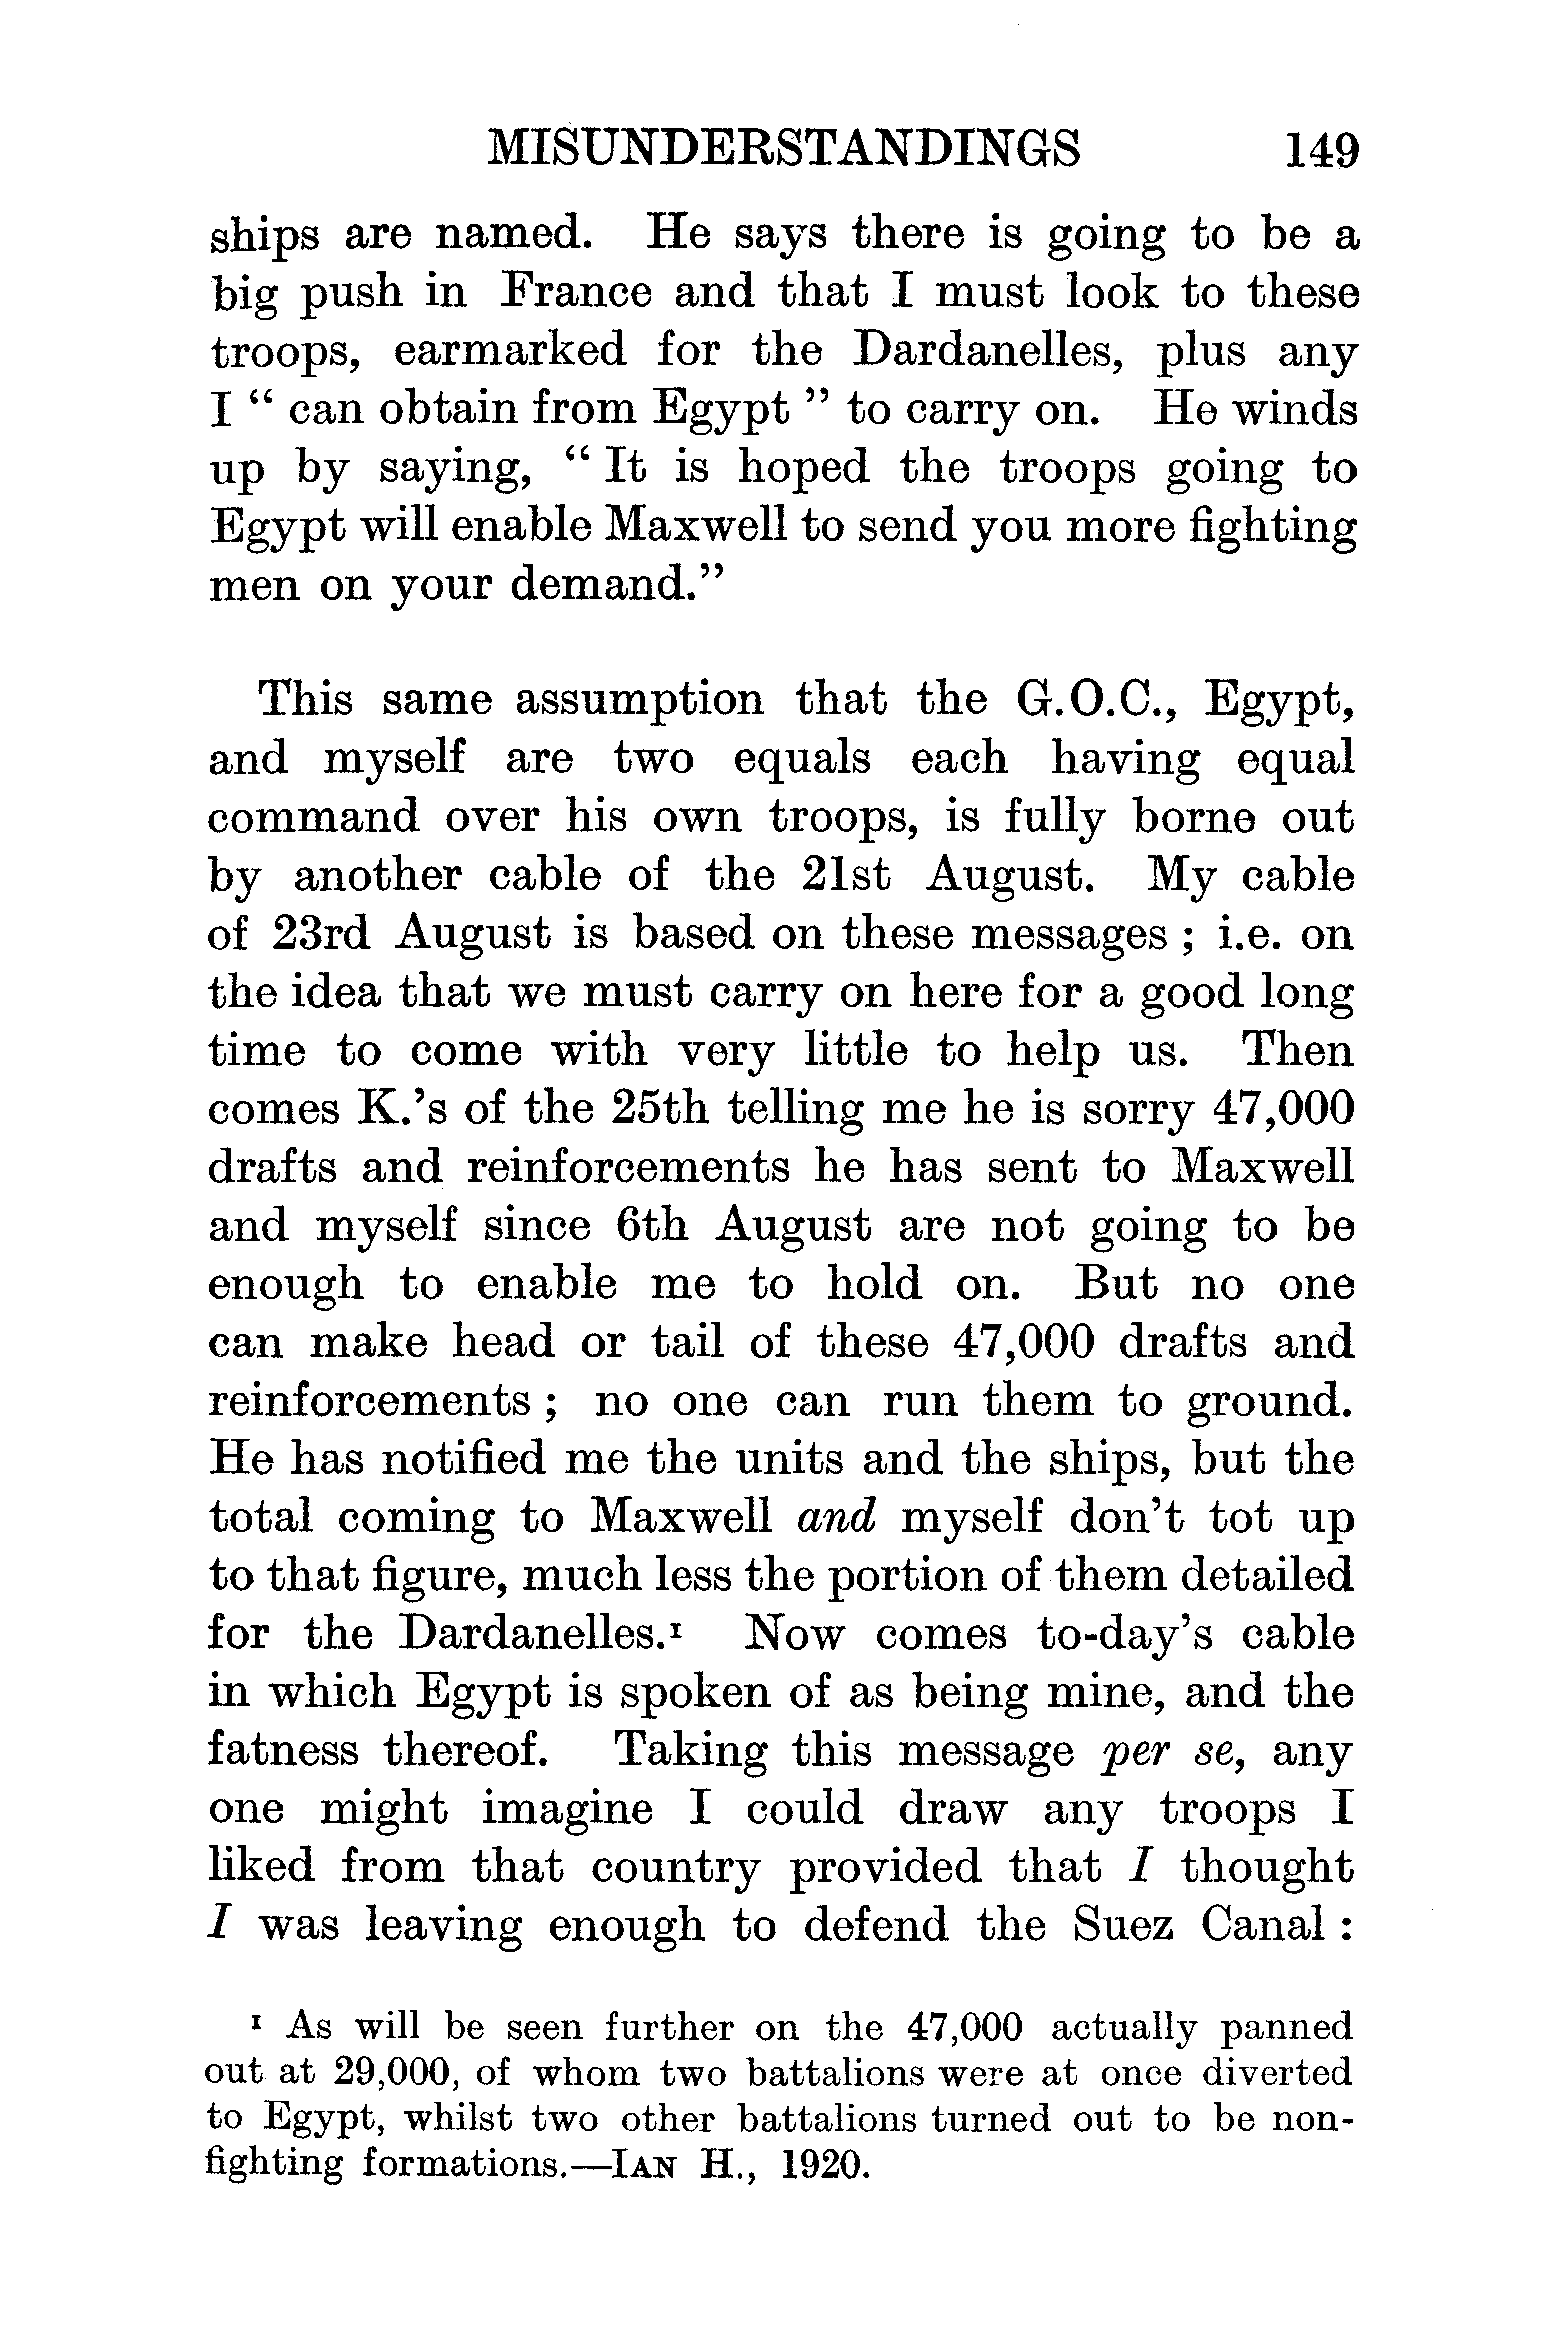 MISUNDERSTANDINGS 149
ships are named. He says there is going to be a
big push in France and that I must look to these
troops, earmarked for the Dardanelles, plus any
I “ can obtain from Egypt ” to carry on. He winds
up by saying, “ It is hoped the troops going to
Egypt will enable Maxwell to send you more fighting
men on your demand.”
This same assumption that the G.O.C., Egypt,
and myself are two equals each having equal
command over his own troops, is fully borne out
by another cable of the 21st August. My cable
of 23rd August is based on these messages ; i.e. on
the idea that we must carry on here for a good long
time to come with very little to help us. Then
comes K.’s of the 25th telling me he is sorry 47,000
drafts and reinforcements he has sent to Maxwell
and myself since 6th August are not going to be
enough to enable me to hold on. But no one
can make head or tail of these 47,000 drafts and
reinforcements ; no one can run them to ground.
He has notified me the units and the ships, but the
total coming to Maxwell and myself don’t tot up
to that figure, much less the portion of them detailed
for the Dardanelles.¹ Now comes to-day’s cable
in which Egypt is spoken of as being mine, and the
fatness thereof. Taking this message per se, any
one might imagine I could draw any troops I
liked from that country provided that I thought
I was leaving enough to defend the Suez Canal :
¹ As will be seen further on the 47,000 actually panned
out at 29,000, of whom two battalions were at once diverted
to Egypt, whilst two other battalions turned out to be non-
fighting formations.—IAN H., 1920.